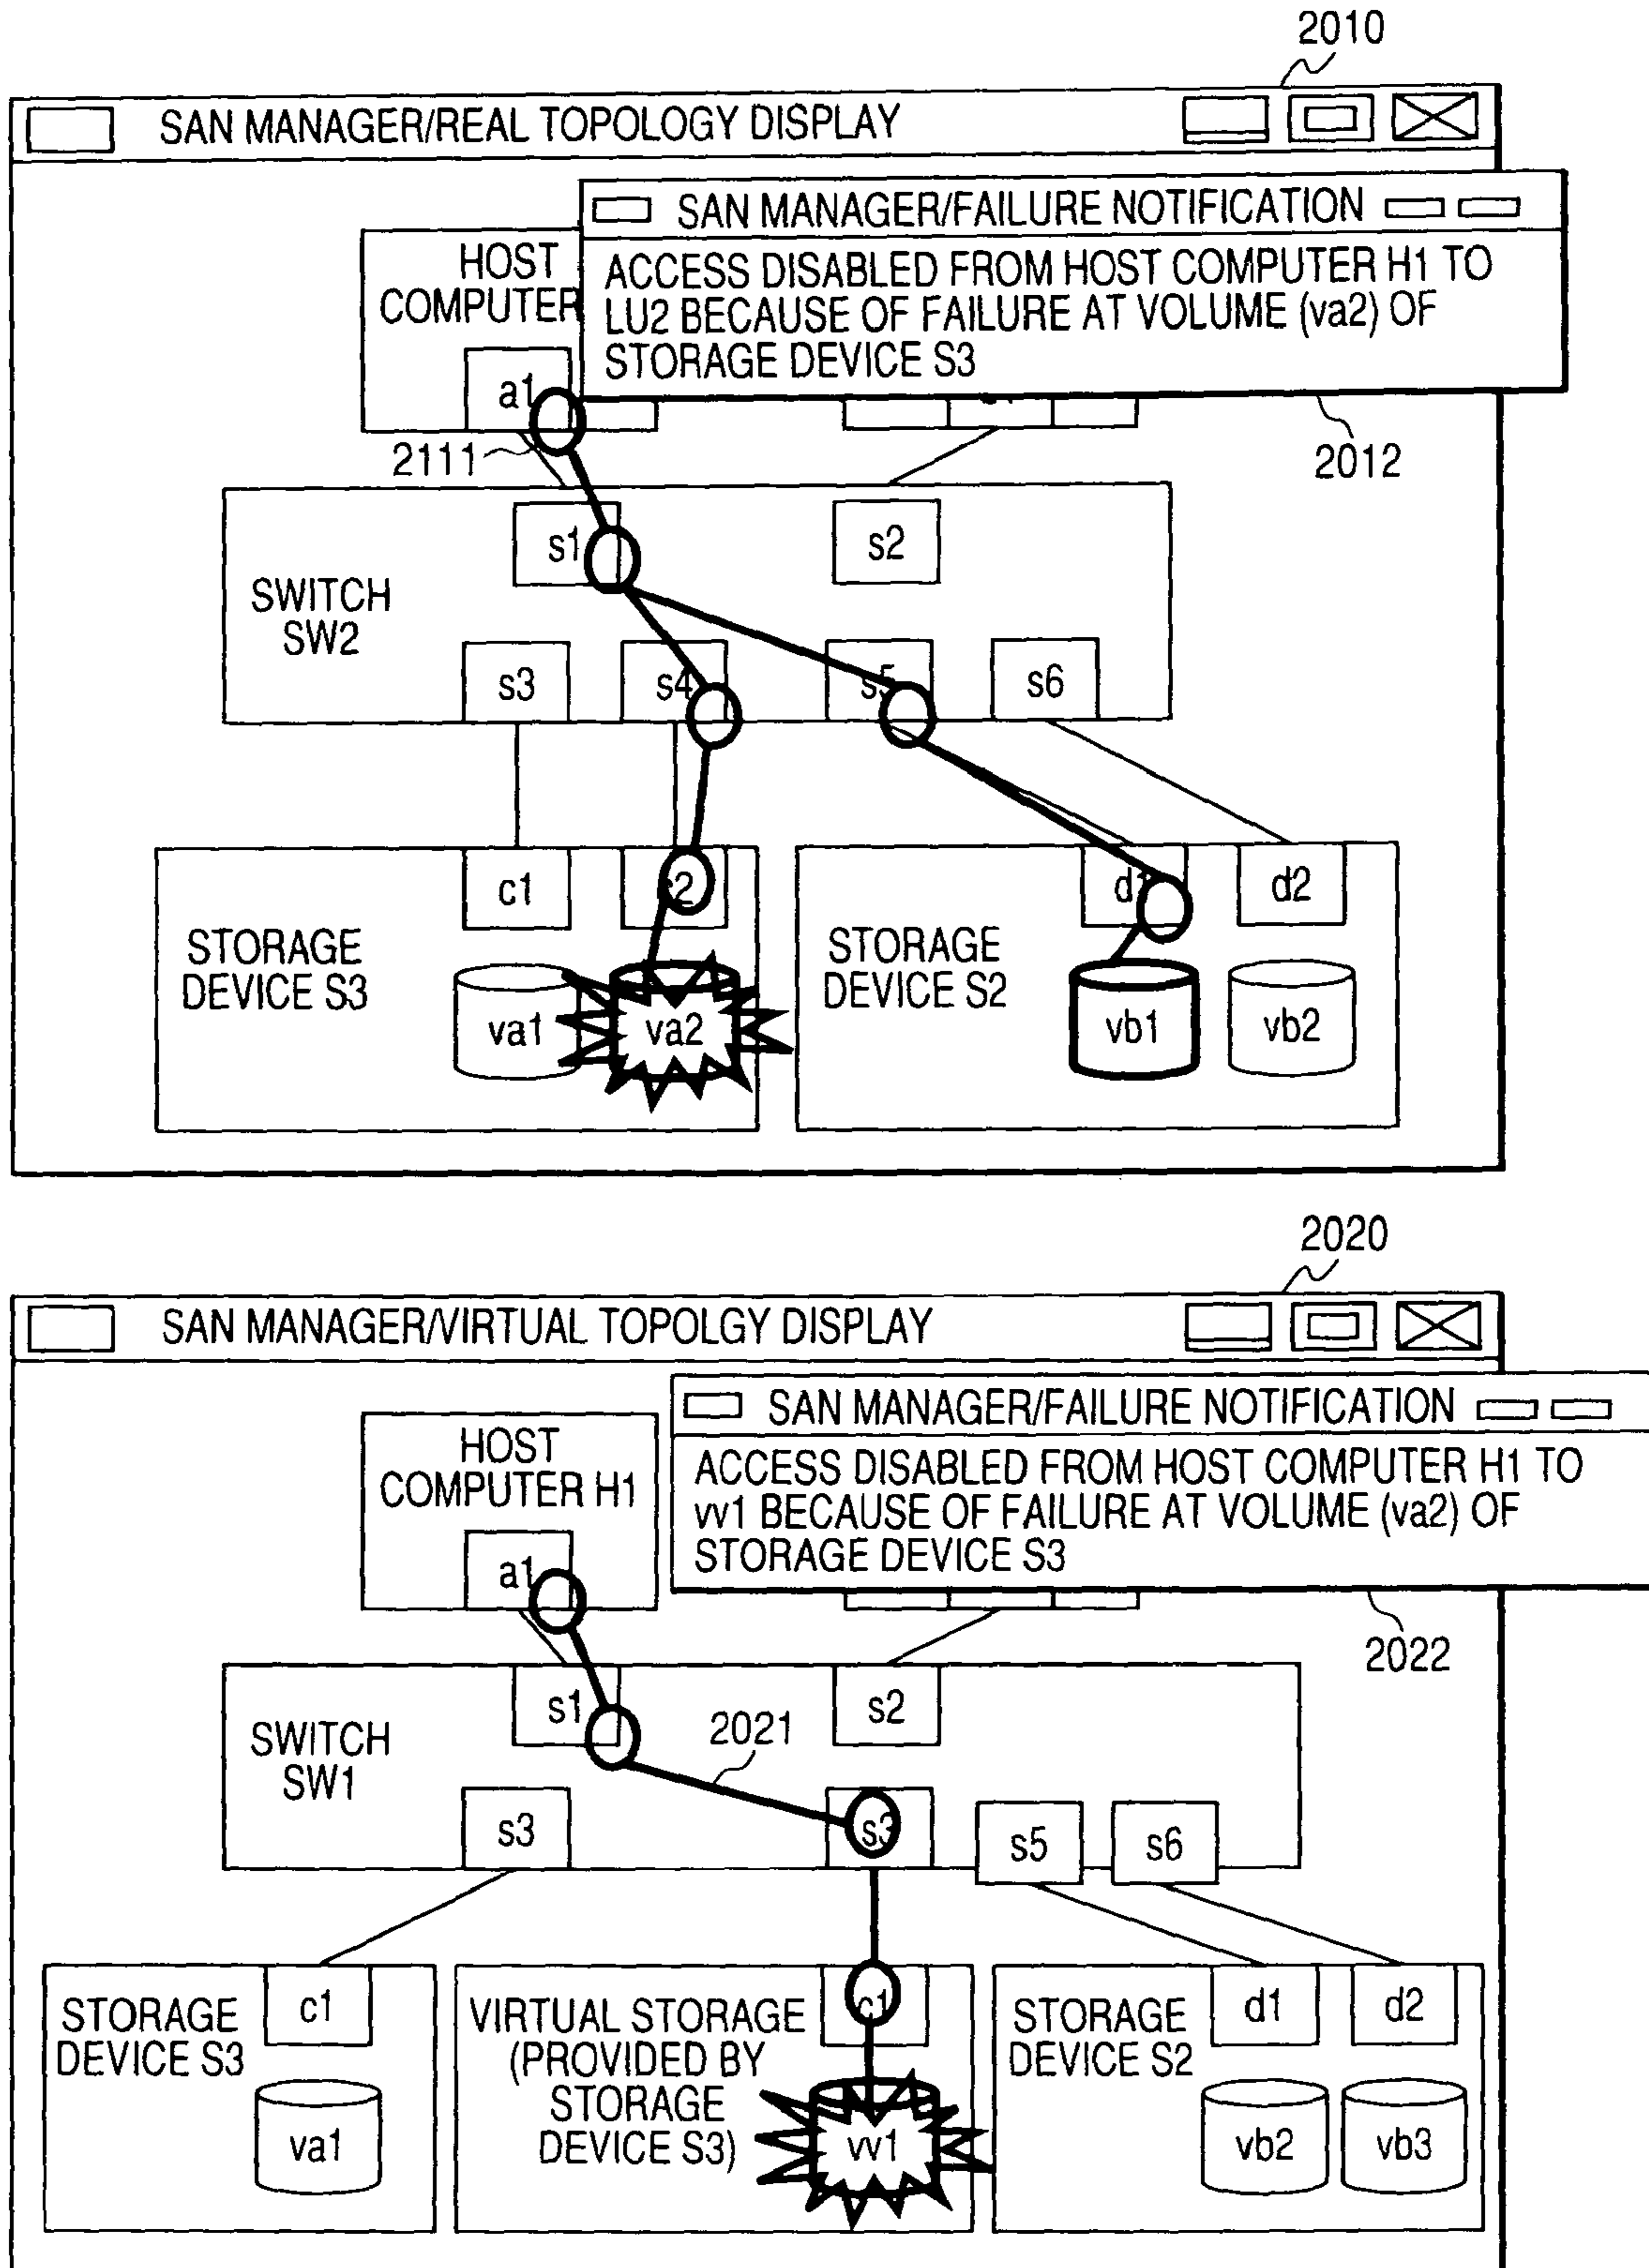 2010
SAN MANAGER/REAL TOPOLOGY DISPLAY
SAN MANAGER/FAILURE NOTIFICATION
ACCESS DISABLED FROM HOST COMPUTER H1 TO
LU2 BECAUSE OF FAILURE AT VOLUME (va2) OF
STORAGE DEVICE S3
HOST
COMPUTER
a1
2111
2012
s1
s2
SWITCH
SW2
s3
s4
s5
s6
c1
d1
d2
STORAGE
DEVICE S3
va1
va2
STORAGE
DEVICE S2
vb1
vb2
2020
SAN MANAGER/VIRTUAL TOPOLGY DISPLAY
SAN MANAGER/FAILURE NOTIFICATION
ACCESS DISABLED FROM HOST COMPUTER H1 TO
vv1 BECAUSE OF FAILURE AT VOLUME (va2) OF
STORAGE DEVICE S3
HOST
COMPUTER H1
a1
2022
s1
s2
SWITCH
SW1
2021
s3
s3
s5
s6
STORAGE
DEVICE S3
c1
va1
VIRTUAL STORAGE
(PROVIDED BY
STORAGE
DEVICE S3)
c1
vv1
STORAGE
DEVICE S2
d1
d2
vb2
vb3